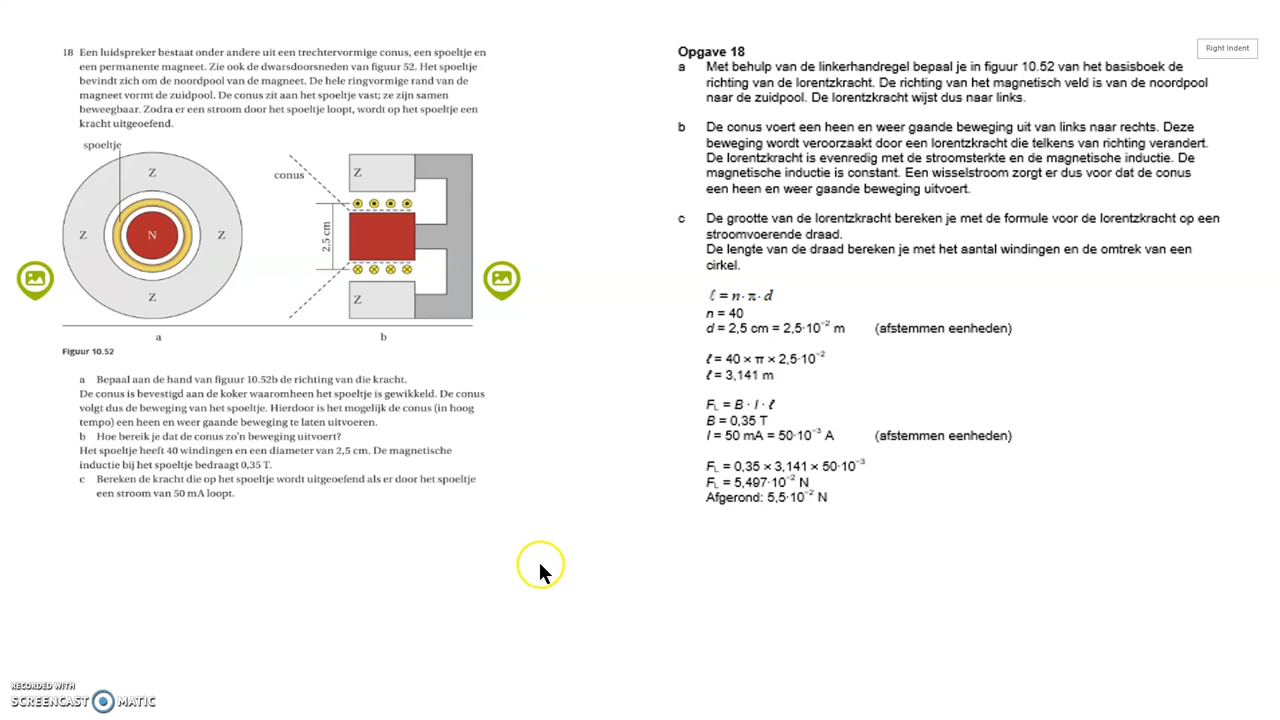 18 Een luidspreker bestaat onder andere uit een trechtervormige conus, een spoeltje en
een permanente magneet. Zie ook de dwarsdoorsneden van figuur 52. Het spoeltje
bevindt zich om de noordpool van de magneet. De hele ringvormige rand van de
magneet vormt de zuidpool. De conus zit aan het spoeltje vast; ze zijn samen
beweegbaar. Zodra er een stroom door het spoeltje loopt, wordt op het spoeltje een
kracht uitgeoefend.
spoeltje
Z
Z
N
Z
Z
a
conus
Z
2,5 cm
Z
b
Figuur 10.52
a Bepaal aan de hand van figuur 10.52b de richting van die kracht.
De conus is bevestigd aan de koker waaromheen het spoeltje is gewikkeld. De conus
volgt dus de beweging van het spoeltje. Hierdoor is het mogelijk de conus (in hoog
tempo) een heen en weer gaande beweging te laten uitvoeren.
b Hoe bereik je dat de conus zo'n beweging uitvoert?
Het spoeltje heeft 40 windingen en een diameter van 2,5 cm. De magnetische
inductie bij het spoeltje bedraagt 0,35 T.
c Bereken de kracht die op het spoeltje wordt uitgeoefend als er door het spoeltje
een stroom van 50 mA loopt.
Opgave 18
a Met behulp van de linkerhandregel bepaal je in figuur 10.52 van het basisboek de
richting van de lorentzkracht. De richting van het magnetisch veld is van de noordpool
naar de zuidpool. De lorentzkracht wijst dus naar links.
b De conus voert een heen en weer gaande beweging uit van links naar rechts. Deze
beweging wordt veroorzaakt door een lorentzkracht die telkens van richting verandert.
De lorentzkracht is evenredig met de stroomsterkte en de magnetische inductie. De
magnetische inductie is constant. Een wisselstroom zorgt er dus voor dat de conus
een heen en weer gaande beweging uitvoert.
c De grootte van de lorentzkracht bereken je met de formule voor de lorentzkracht op een
stroomvoerende draad.
De lengte van de draad bereken je met het aantal windingen en de omtrek van een
cirkel.
ℓ = n · π · d
n = 40
d = 2,5 cm = 2,5·10⁻² m (afstemmen eenheden)
ℓ = 40 × π × 2,5·10⁻²
ℓ = 3,141 m
F_L = B · I · ℓ
B = 0,35 T
I = 50 mA = 50·10⁻³ A (afstemmen eenheden)
F_L = 0,35 × 3,141 × 50·10⁻³
F_L = 5,497·10⁻² N
Afgerond: 5,5·10⁻² N
Right Indent
RECORDED WITH
SCREENCAST MATIC